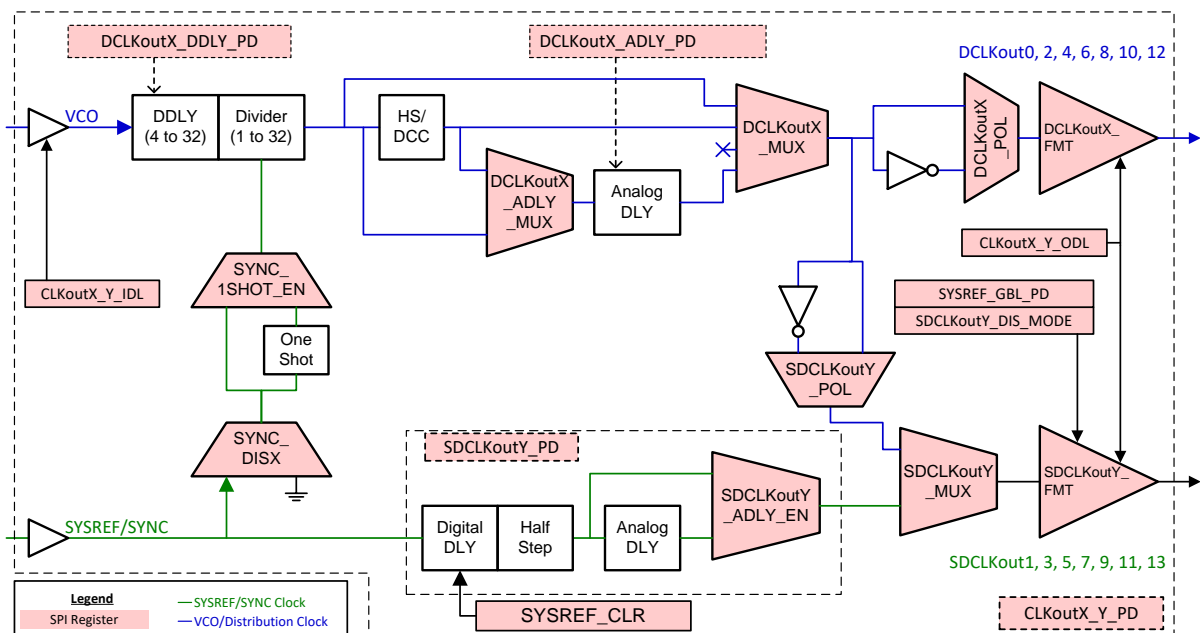 DCLKoutX_DDLY_PD
DCLKoutX_ADLY_PD
DCLKout0, 2, 4, 6, 8, 10, 12
VCO
DDLY
(4 to 32)
Divider
(1 to 32)
HS/
DCC
DCLKoutX
_MUX
DCLKoutX
_POL
DCLKoutX_
FMT
DCLKoutX
_ADLY
_MUX
Analog
DLY
CLKoutX_Y_ODL
CLKoutX_Y_IDL
SYNC_
1SHOT_EN
SYSREF_GBL_PD
SDCLKoutY_DIS_MODE
One
Shot
SDCLKoutY
_POL
SYNC_
DISX
SDCLKoutY_PD
SDCLKoutY
_ADLY_EN
SDCLKoutY
_MUX
SDCLKoutY_
FMT
SYSREF/SYNC
Digital
DLY
Half
Step
Analog
DLY
SDCLKout1, 3, 5, 7, 9, 11, 13
Legend
SPI Register
SYSREF/SYNC Clock
VCO/Distribution Clock
SYSREF_CLR
CLKoutX_Y_PD